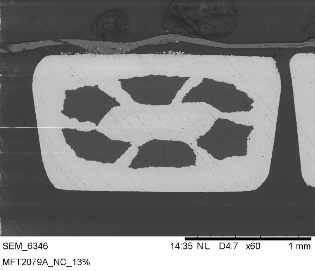 SEM_6346
14:35 NL D4.7 x60 1 mm
MFT2079A_NC_13%